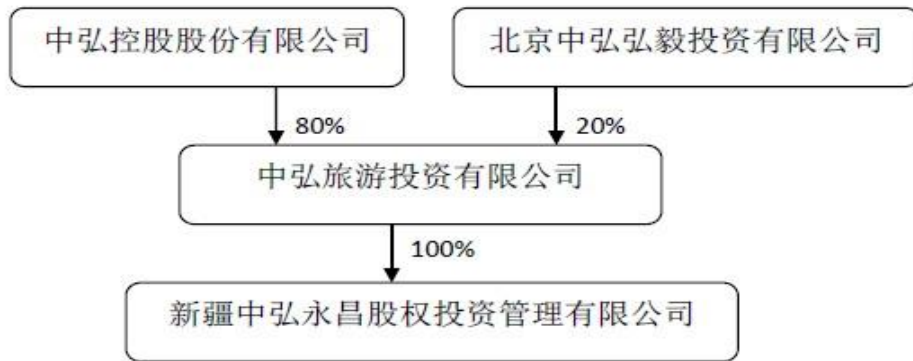 中弘控股股份有限公司
北京中弘弘毅投资有限公司
80%
20%
中弘旅游投资有限公司
100%
新疆中弘永昌股权投资管理有限公司